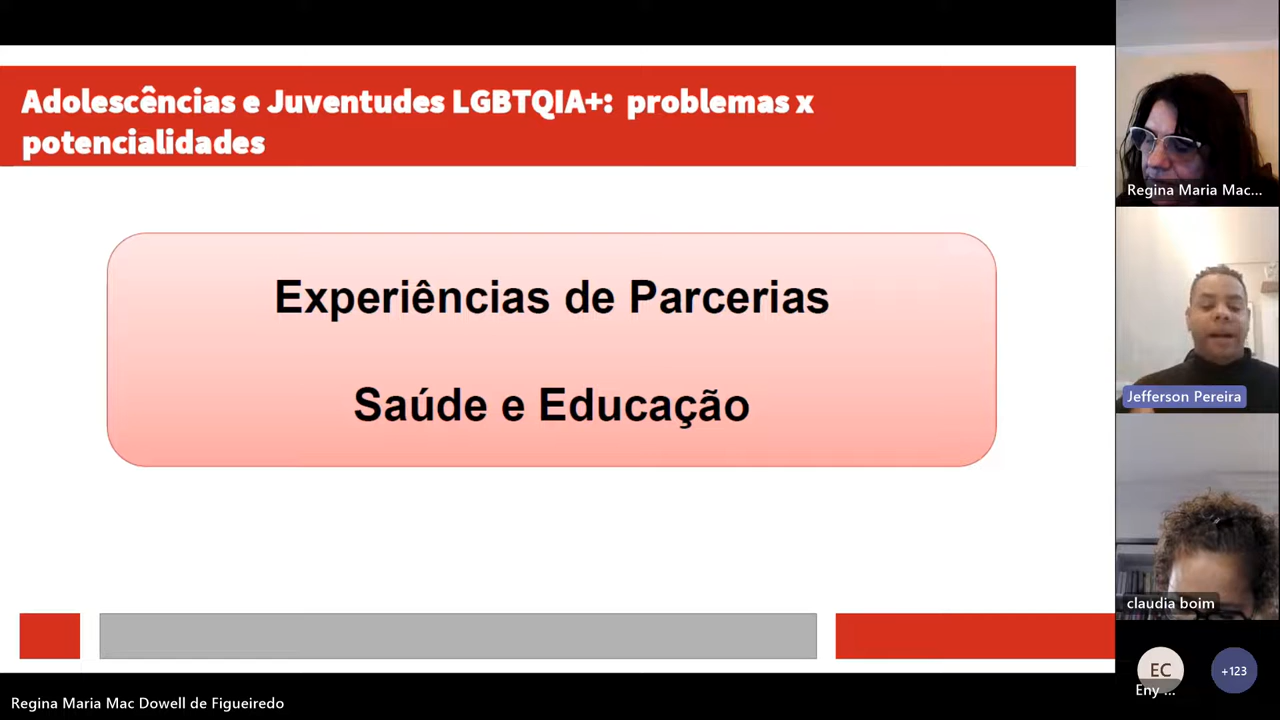 Adolescências e Juventudes LGBTQIA+: problemas x
potencialidades
Experiências de Parcerias
Saúde e Educação
Regina Maria Mac...
Jefferson Pereira
claudia boim
EC
+123
Eny ...
Regina Maria Mac Dowell de Figueiredo